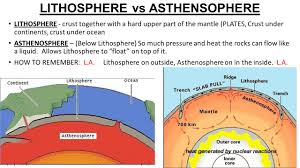 LITHOSPHERE vs ASTHENSOPHERE
• LITHOSPHERE - crust together with a hard upper part of the mantle (PLATES, Crust under
continents, crust under ocean
• ASTHENOSPHERE – (Below Lithosphere) So much pressure and heat the rocks can flow like
a liquid. Allows Lithosphere to "float" on top of it.
• HOW TO REMEMBER: L.A. Lithosphere on outside, Asthenosphere on in the inside. L.A.
Lithosphere
Continent
Ocean
Asthenosphere
Ridge
Trench
"SLAB PULL"
Lithosphere
Trench
Asthenosphere
Mantle
700 km
Outer core
Inner core
heat generated by nuclear reactions